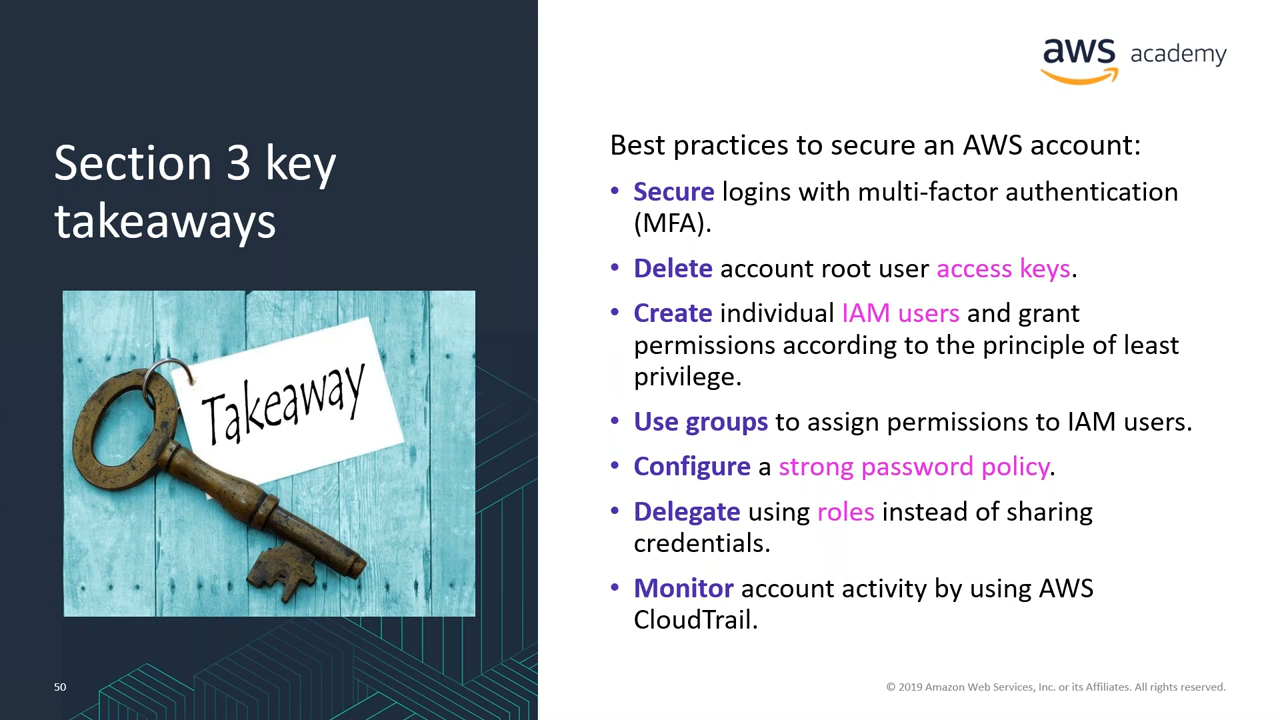 aws academy
Section 3 key
takeaways
Takeaway
Best practices to secure an AWS account:
• Secure logins with multi-factor authentication
(MFA).
• Delete account root user access keys.
• Create individual IAM users and grant
permissions according to the principle of least
privilege.
• Use groups to assign permissions to IAM users.
• Configure a strong password policy.
• Delegate using roles instead of sharing
credentials.
• Monitor account activity by using AWS
CloudTrail.
50
© 2019 Amazon Web Services, Inc. or its Affiliates. All rights reserved.